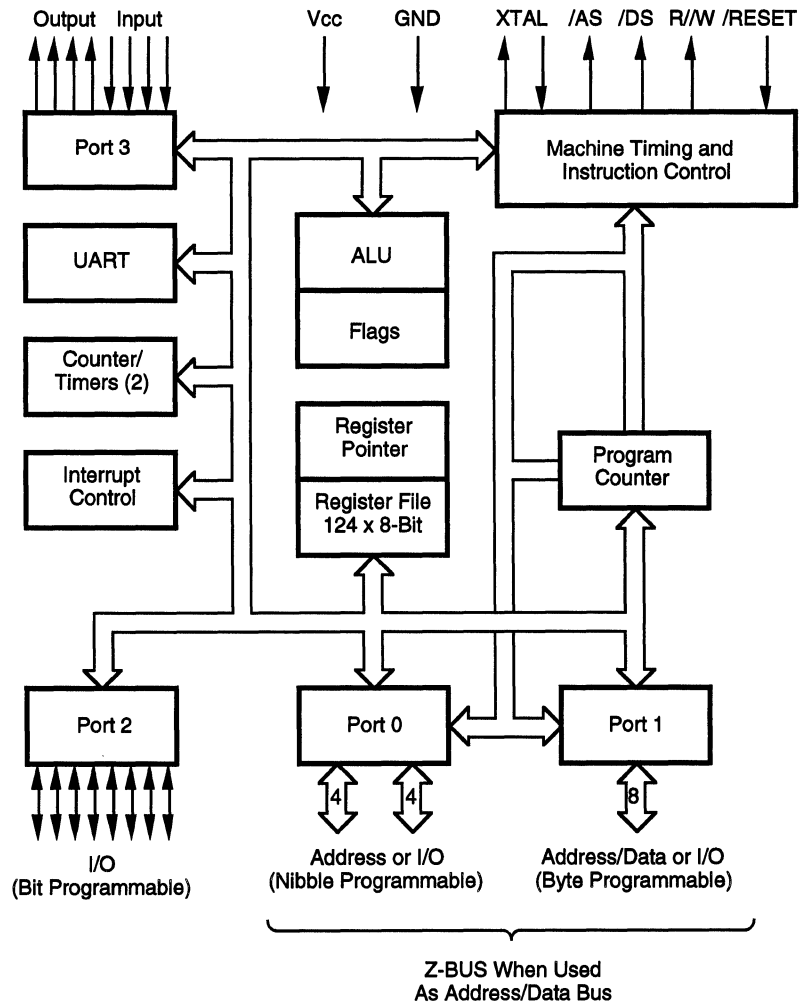 Output Input Vcc GND XTAL /AS /DS R//W /RESET
Port 3
Machine Timing and
Instruction Control
UART
ALU
Flags
Counter/
Timers (2)
Register
Pointer
Program
Counter
Interrupt
Control
Register File
124 x 8-Bit
Port 2
Port 0
Port 1
4
4
8
I/O
(Bit Programmable)
Address or I/O
(Nibble Programmable)
Address/Data or I/O
(Byte Programmable)
Z-BUS When Used
As Address/Data Bus